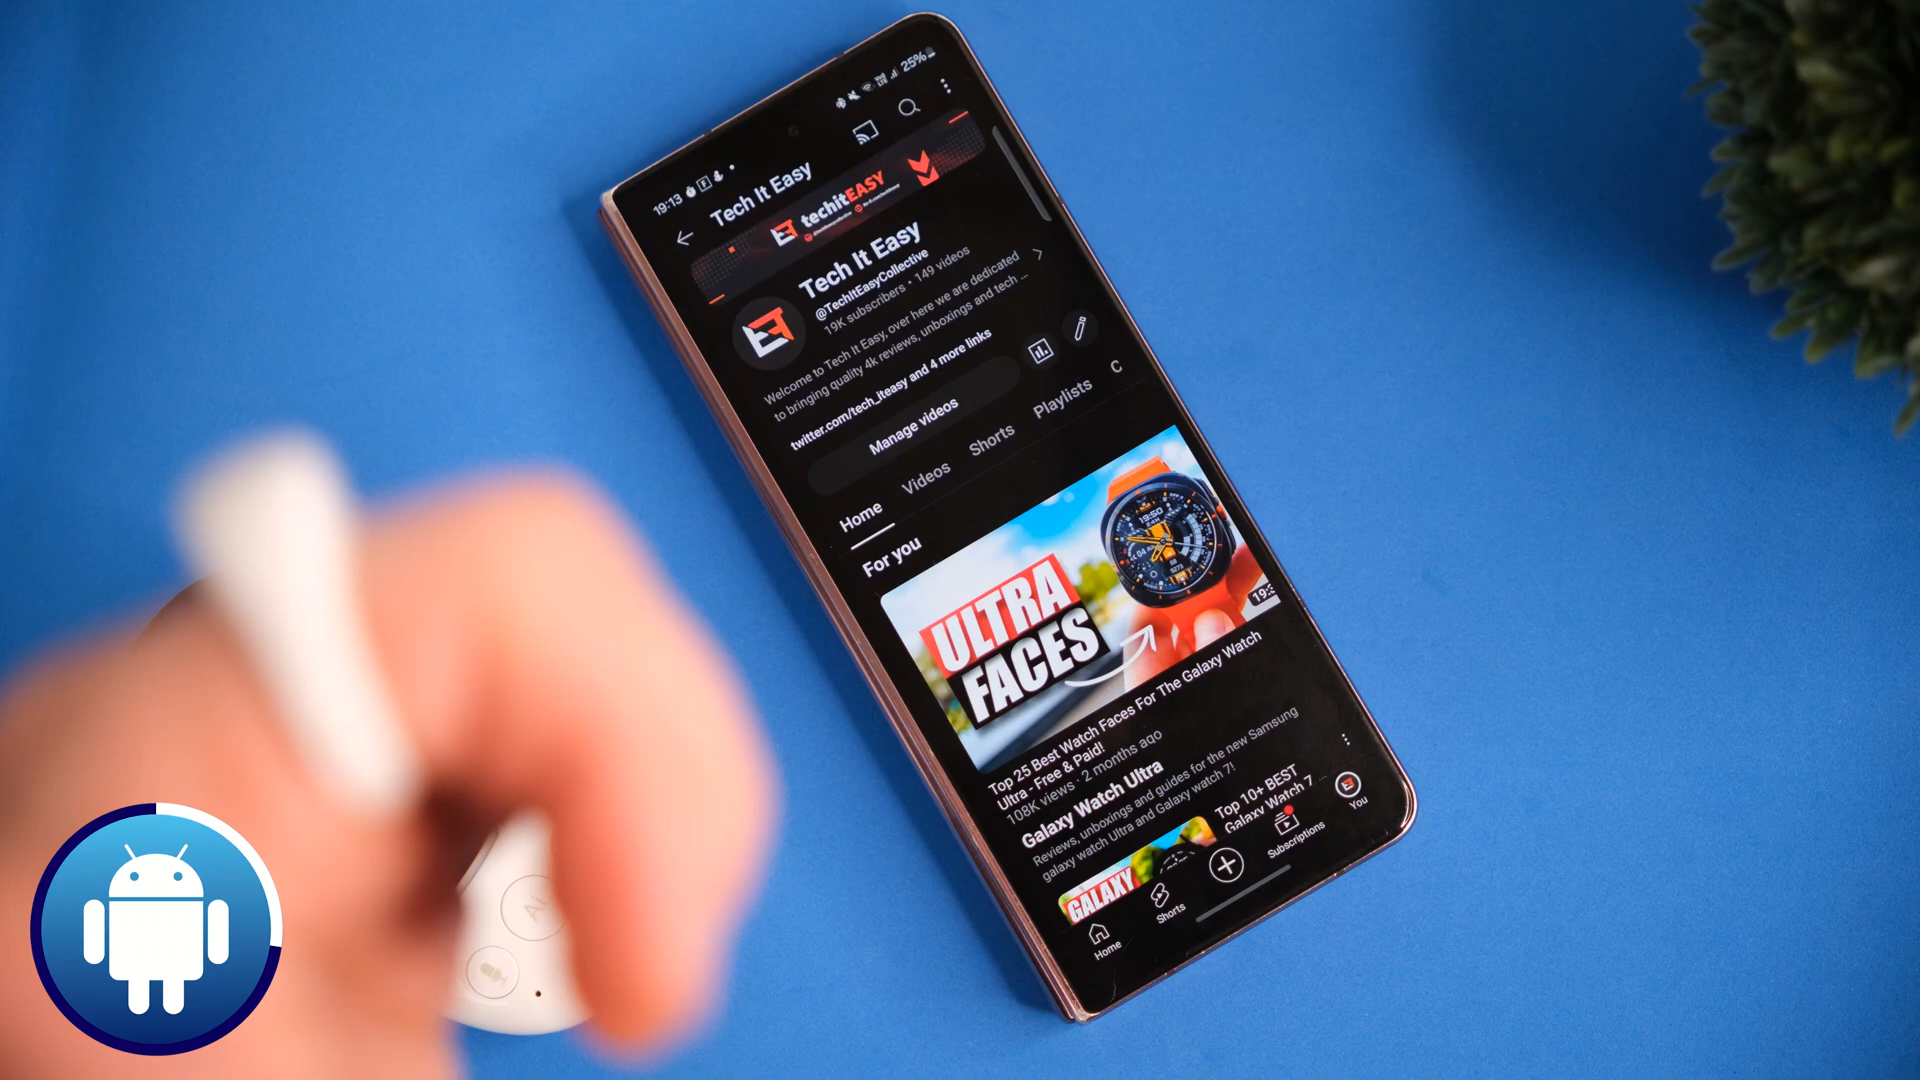 19:13
25%
Tech It Easy
techitEASY
Tech It Easy
@TechItEasyCollective
19K subscribers • 149 videos
Welcome to Tech It Easy, over here we are dedicated
to bringing quality 4k reviews, unboxings and tech ...
twitter.com/tech_iteasy and 4 more links
Manage videos
Home Videos Shorts Playlists C
For you
19:50
24H
ULTRA
FACES
Top 25 Best Watch Faces For The Galaxy Watch
Ultra - Free & Paid!
108K views · 2 months ago
Galaxy Watch Ultra
Reviews, unboxings and guides for the new Samsung
galaxy watch Ultra and Galaxy watch 7!
Top 10+ BEST
Galaxy Watch 7 ...
GALAXY
Home
Shorts
Subscriptions
You
Ai